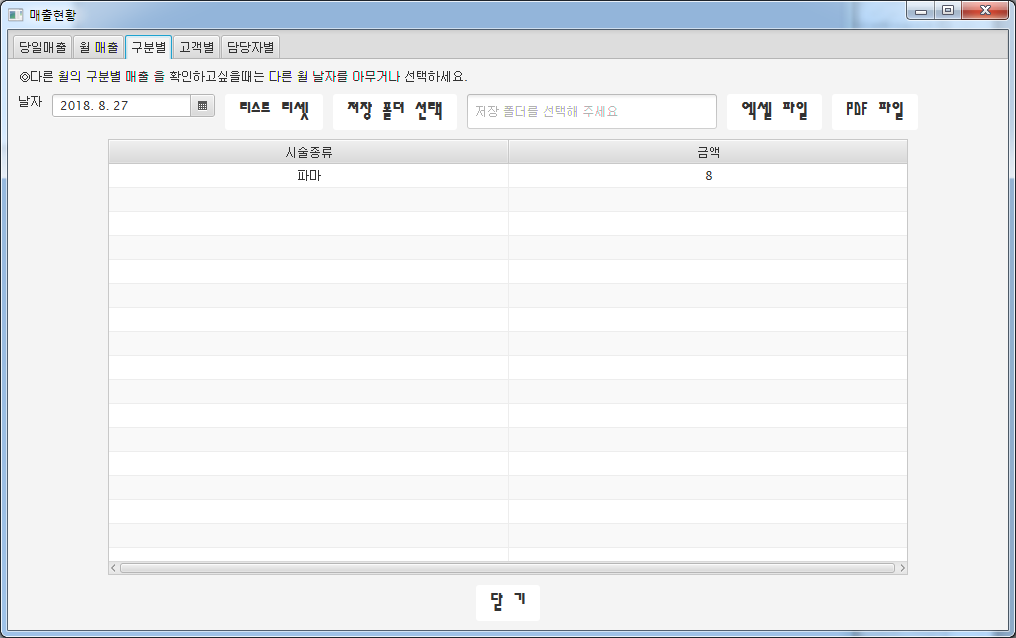 매출현황
당일매출 월 매출 구분별 고객별 담당자별
◎다른 월의 구분별 매출 을 확인하고싶을때는 다른 월 날자를 아무거나 선택하세요.
날자 2018. 8. 27 리스트 리셋 저장 폴더 선택 저장 폴더를 선택해 주세요 엑셀 파일 PDF 파일
시술종류 금액
파마 8
닫 기